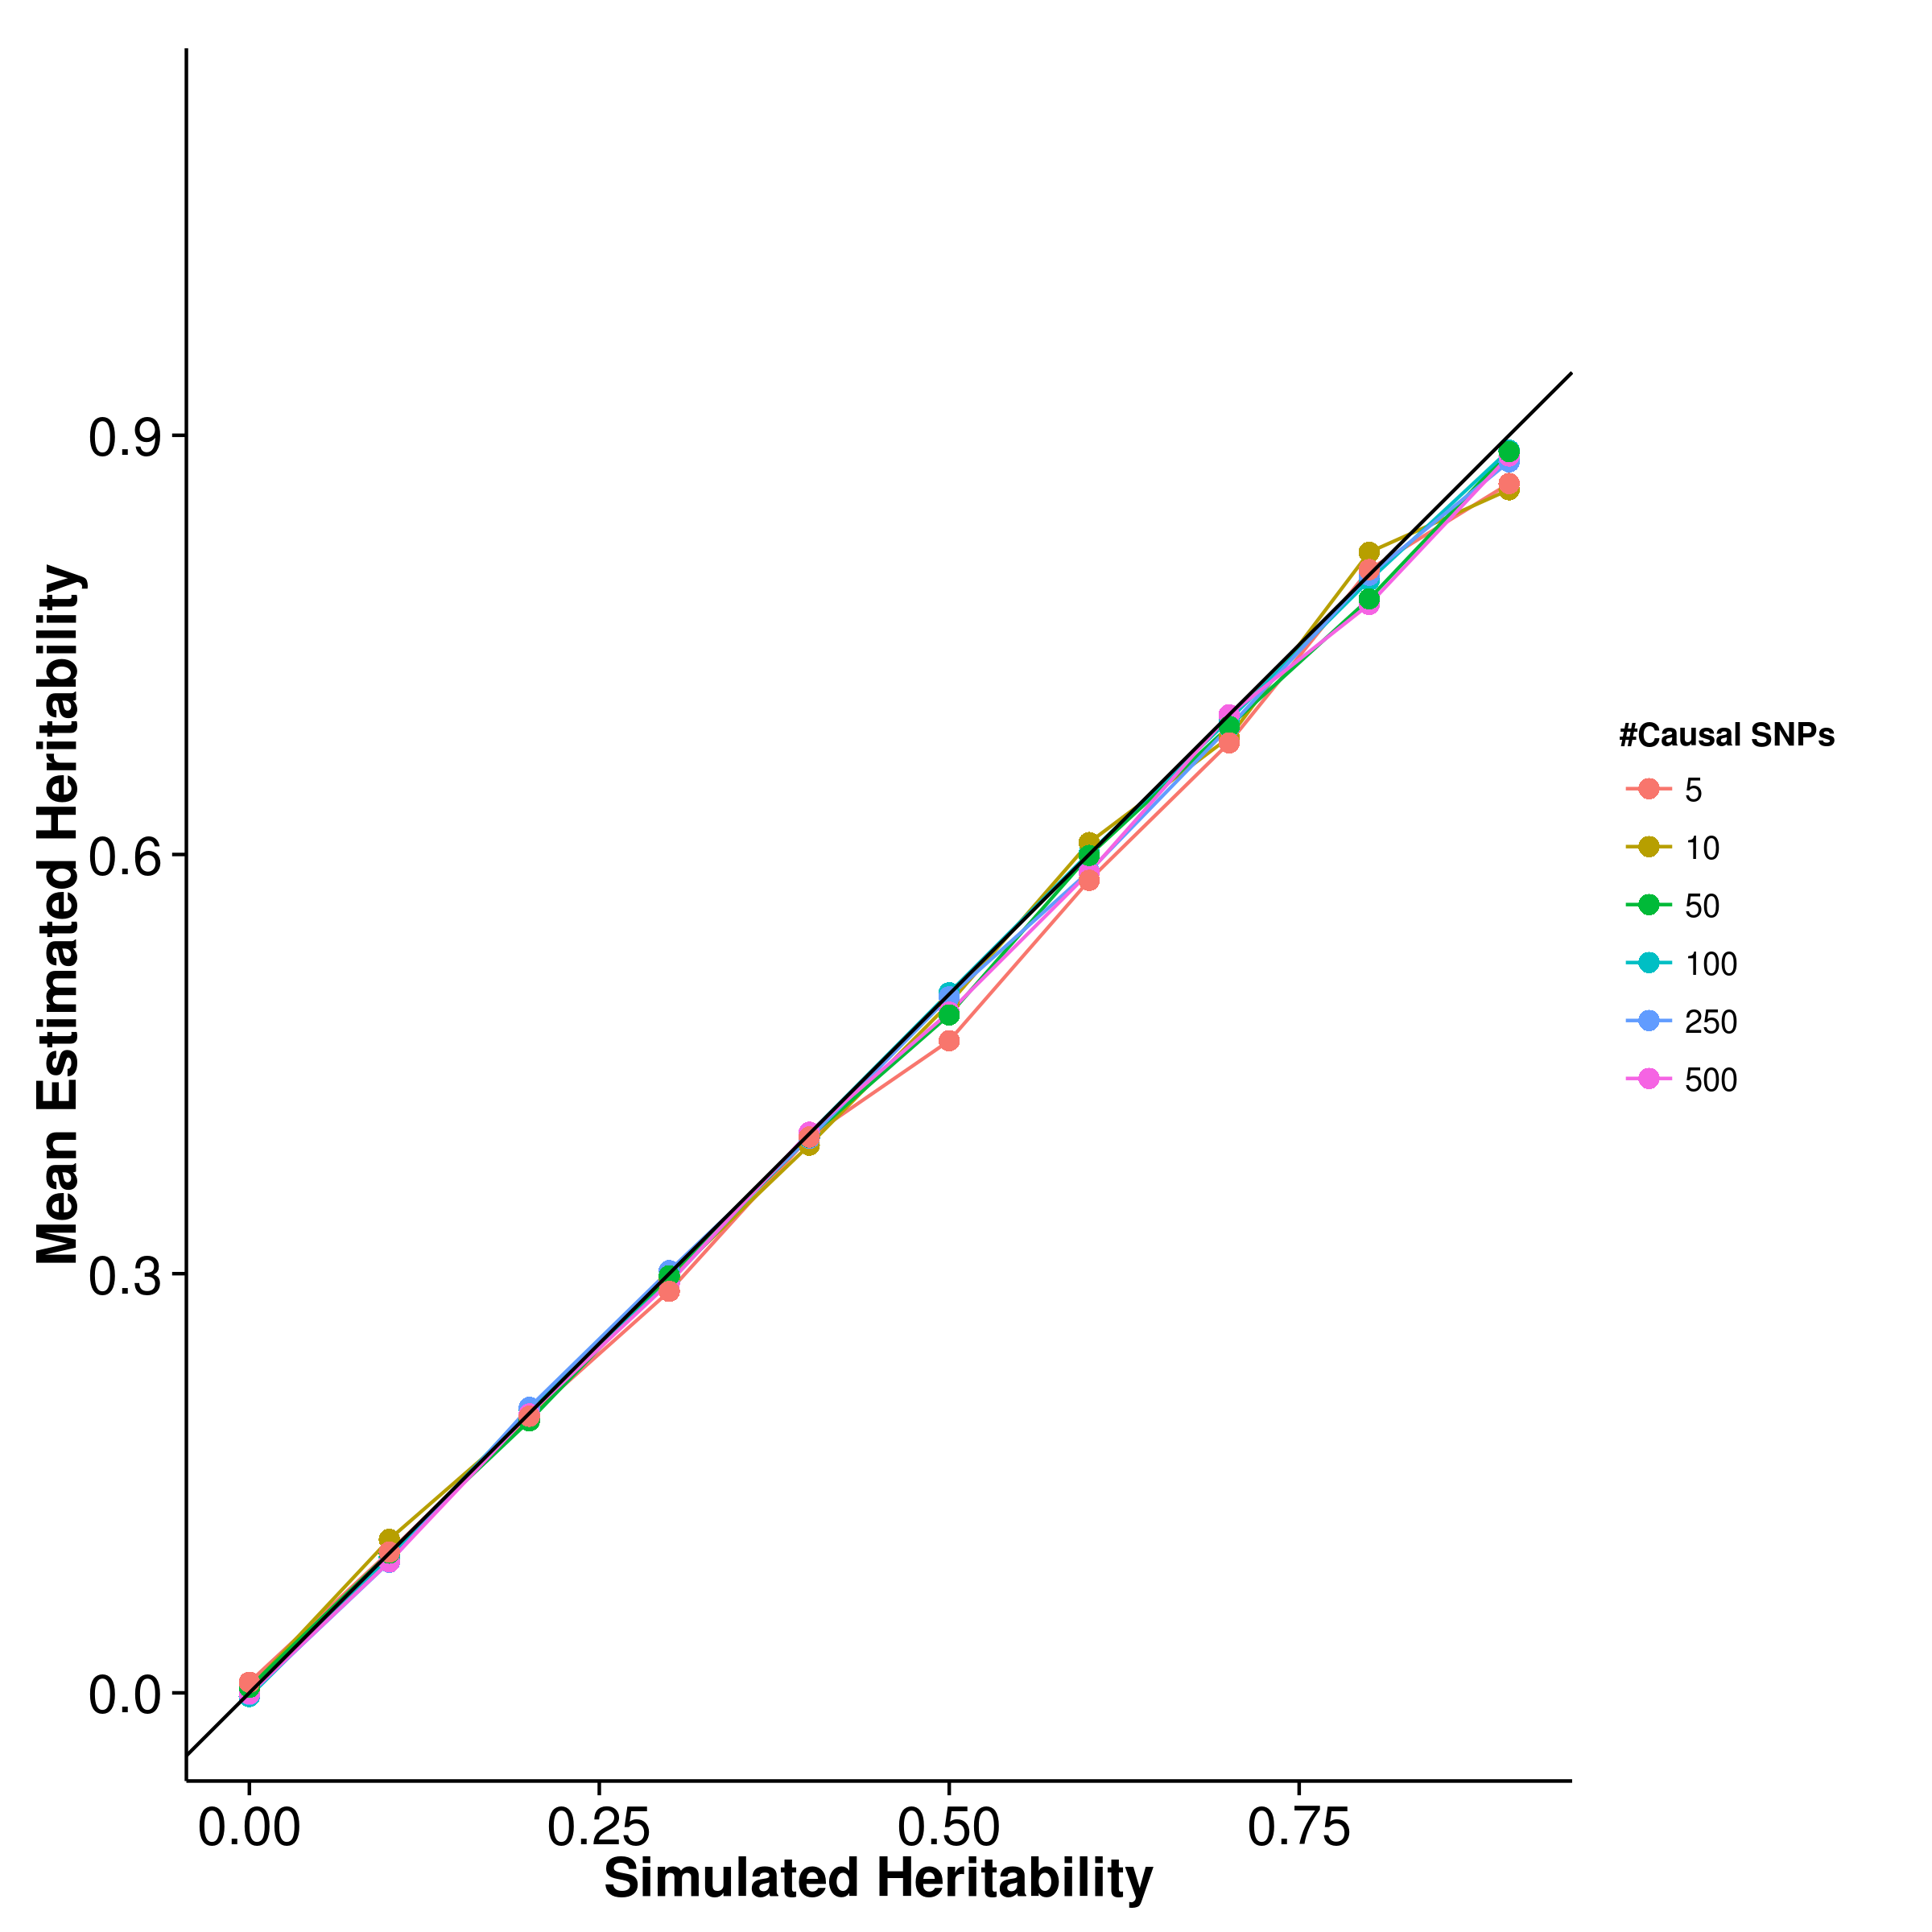 Mean Estimated Heritability
0.9
0.6
0.3
0.0
0.00 0.25 0.50 0.75
Simulated Heritability
#Causal SNPs
5
10
50
100
250
500